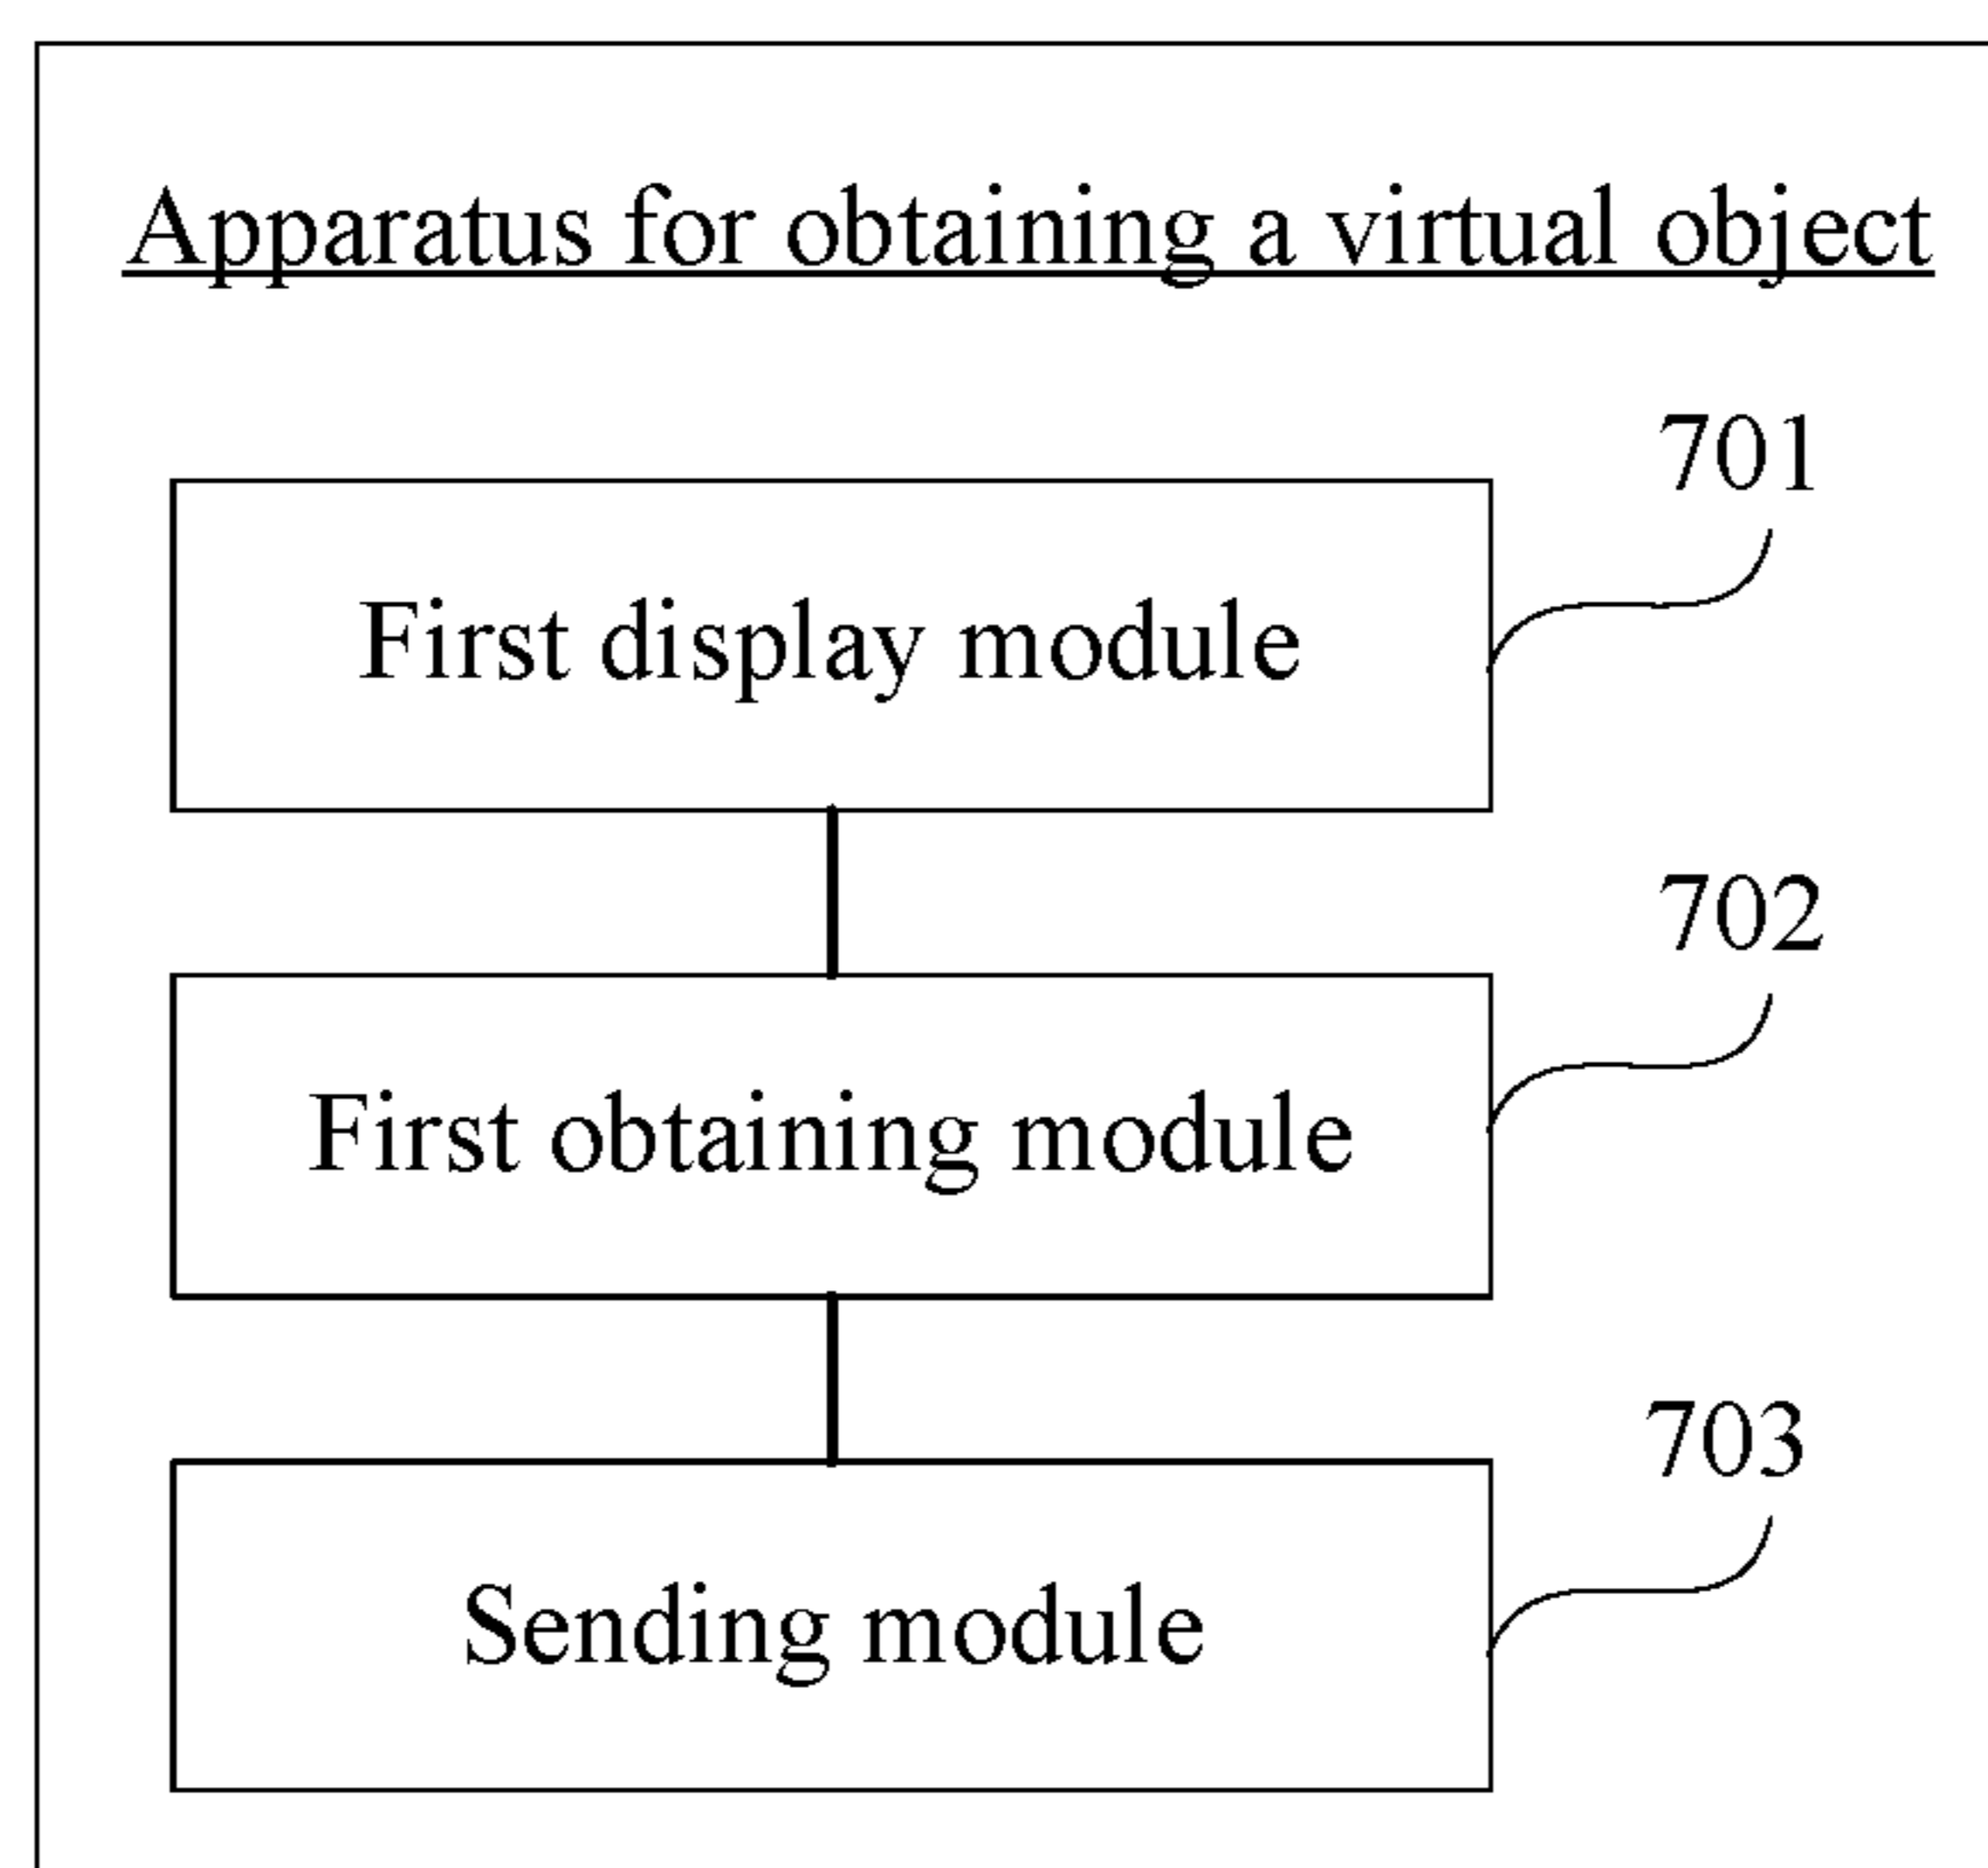 Apparatus for obtaining a virtual object
701
First display module
702
First obtaining module
703
Sending module